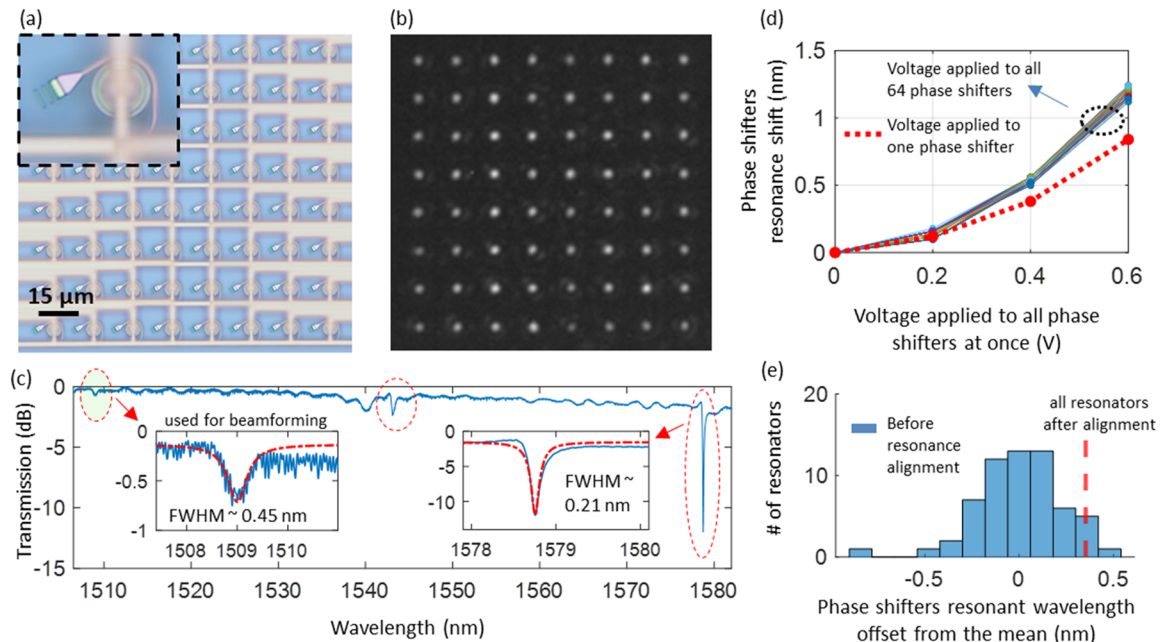 (a)
15 µm
(b)
(c)
Transmission (dB)
0
-5
-10
-15
used for beamforming
0
-0.5
-1
FWHM ~ 0.45 nm
1508 1509 1510
0
-5
-10
FWHM ~
0.21 nm
1578 1579 1580
1510 1520 1530 1540 1550 1560 1570 1580
Wavelength (nm)
(d)
Phase shifters
resonance shift (nm)
1.5
1
0.5
0
Voltage applied to all
64 phase shifters
Voltage applied to
one phase shifter
0 0.2 0.4 0.6
Voltage applied to all phase
shifters at once (V)
(e)
# of resonators
20
10
0
Before
resonance
alignment
all resonators
after alignment
-0.5 0 0.5
Phase shifters resonant wavelength
offset from the mean (nm)